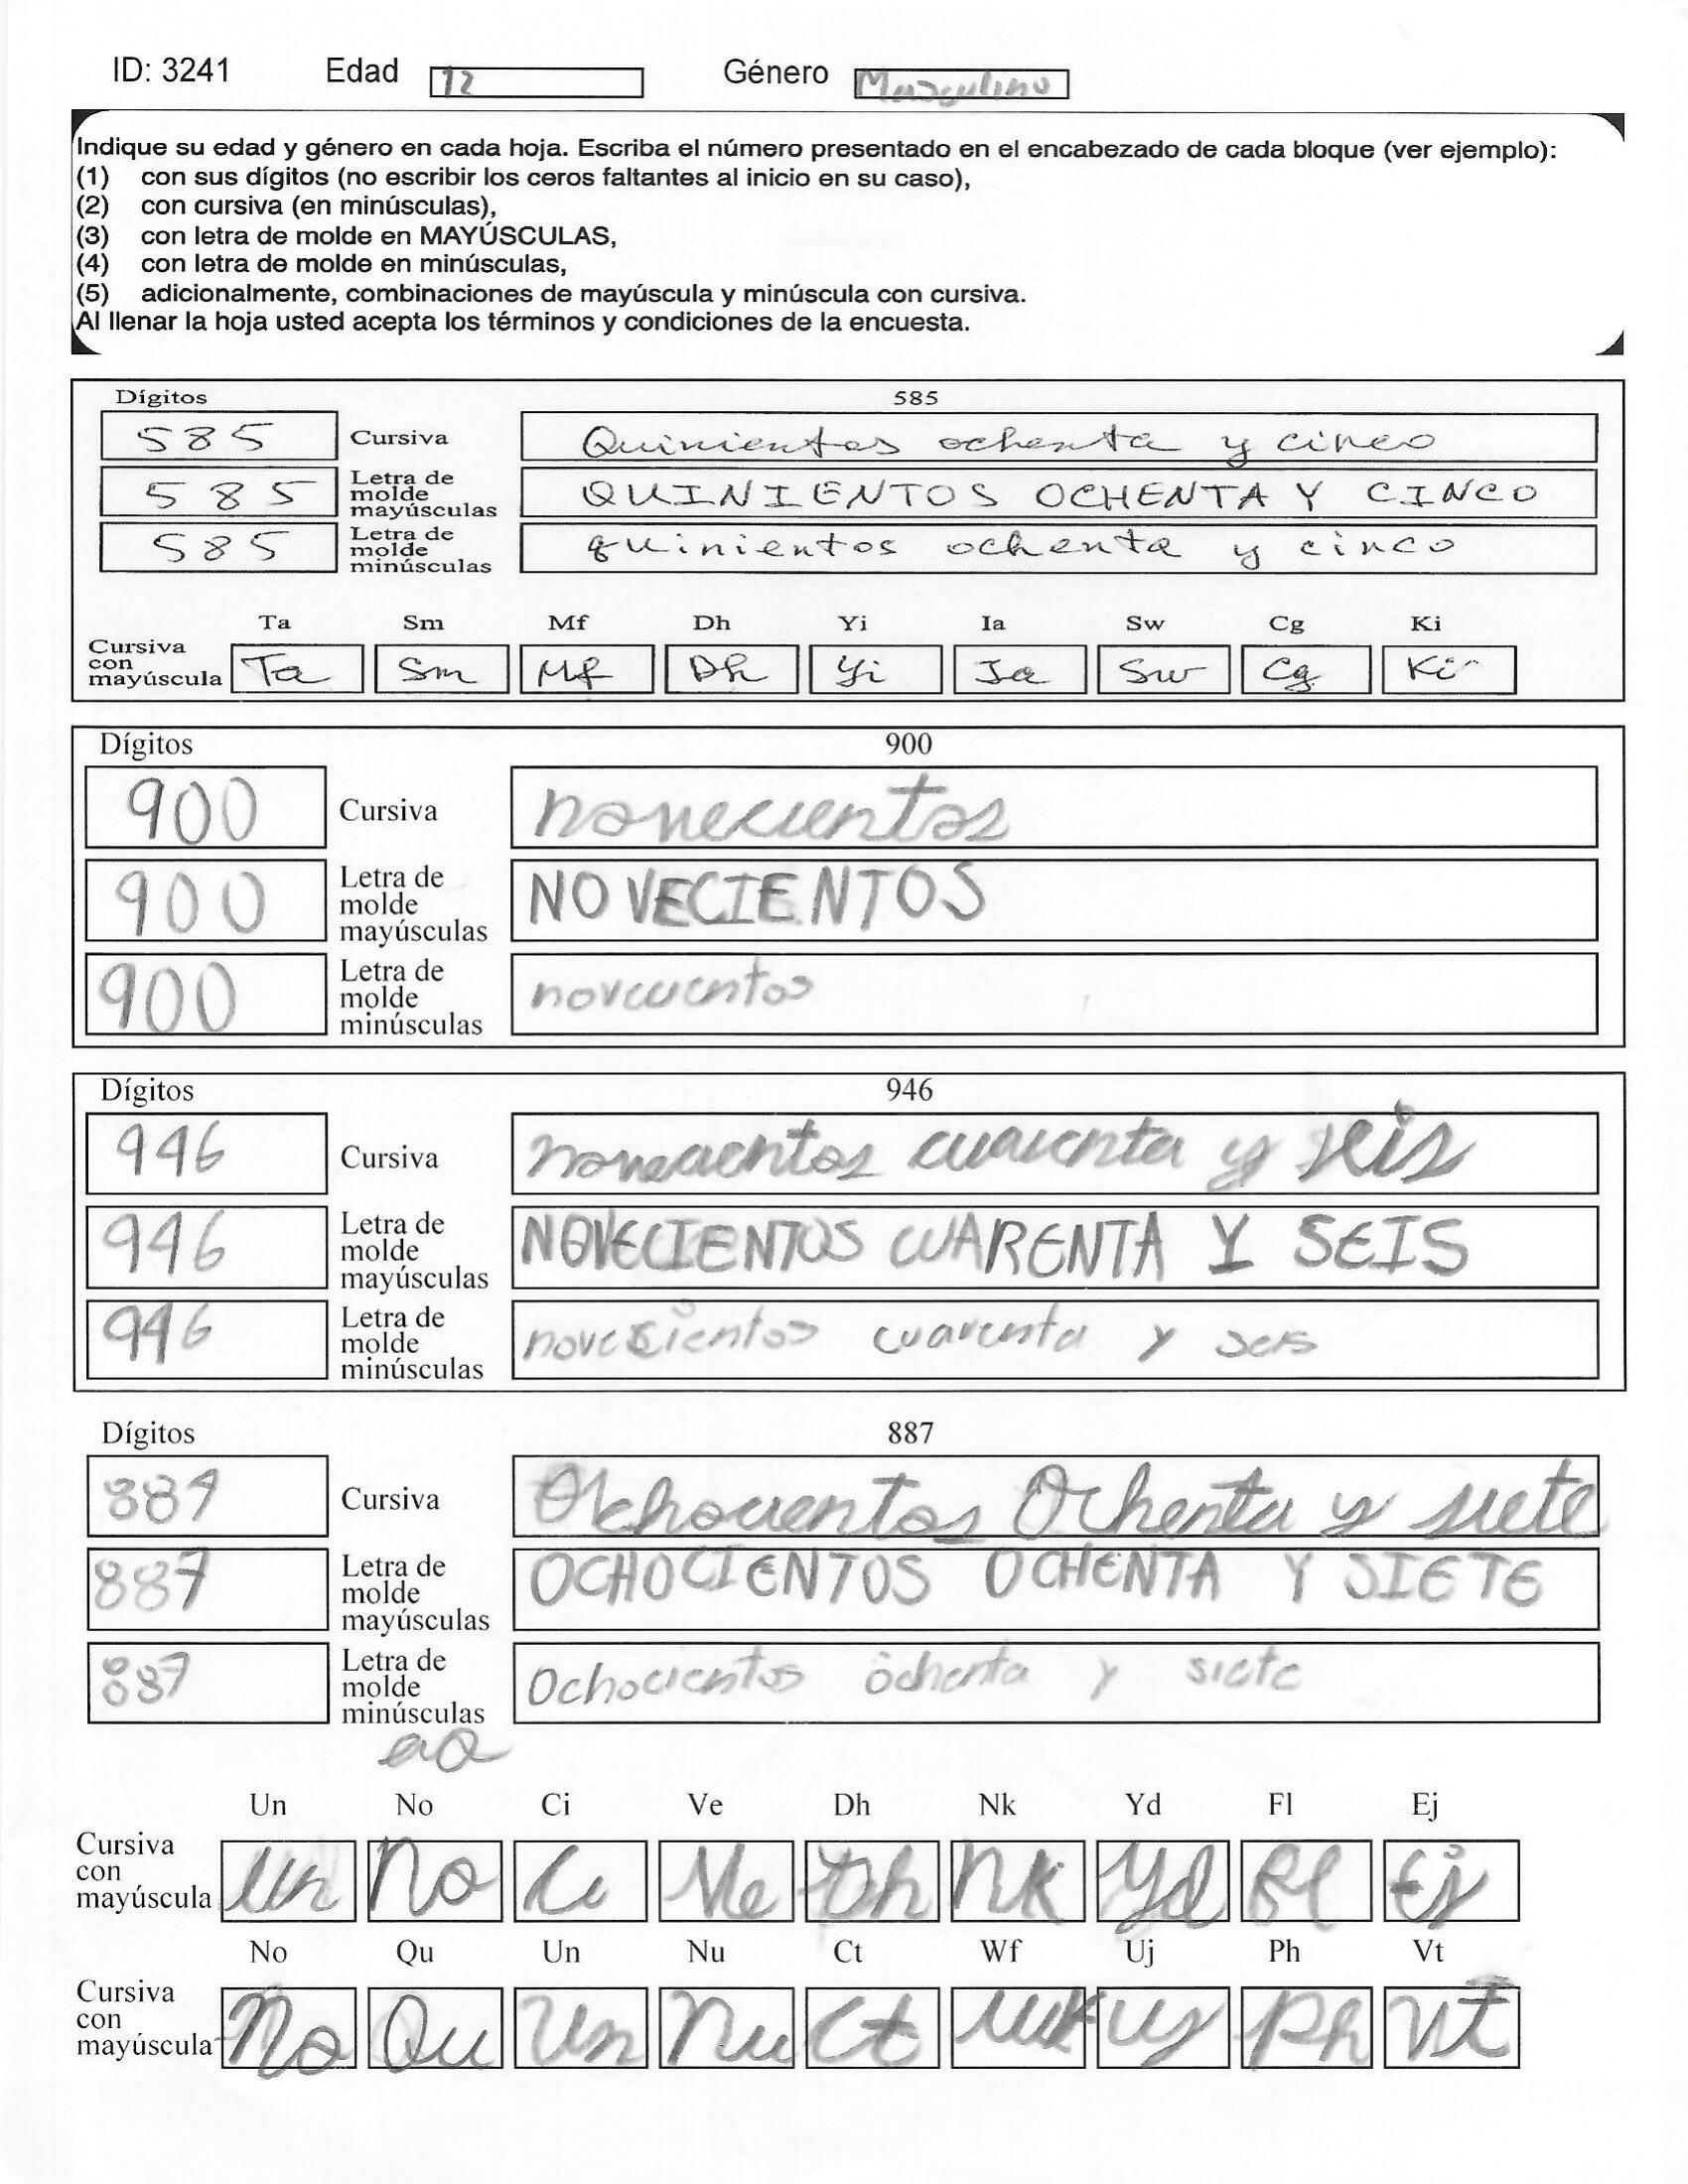 ID: 3241 Edad 12 Género Masculino
Indique su edad y género en cada hoja. Escriba el número presentado en el encabezado de cada bloque (ver ejemplo):
(1) con sus dígitos (no escribir los ceros faltantes al inicio en su caso),
(2) con cursiva (en minúsculas),
(3) con letra de molde en MAYÚSCULAS,
(4) con letra de molde en minúsculas,
(5) adicionalmente, combinaciones de mayúscula y minúscula con cursiva.
Al llenar la hoja usted acepta los términos y condiciones de la encuesta.
Dígitos 585
585 Cursiva Quinientos ochenta y cinco
585 Letra de molde mayúsculas QUINIENTOS OCHENTA Y CINCO
585 Letra de molde minúsculas quinientos ochenta y cinco
Ta Sm Mf Dh Yi Ia Sw Cg Ki
Cursiva con mayúscula Ta Sm Mf Dh Yi Ia Sw Cg Ki
Dígitos 900
900 Cursiva novecientos
900 Letra de molde mayúsculas NOVECIENTOS
900 Letra de molde minúsculas novecientos
Dígitos 946
946 Cursiva novecientos cuarenta y seis
946 Letra de molde mayúsculas NOVECIENTOS CUARENTA Y SEIS
946 Letra de molde minúsculas novecientos cuarenta y seis
Dígitos 887
887 Cursiva Ochocientos Ochenta y siete
887 Letra de molde mayúsculas OCHOCIENTOS OCHENTA Y SIETE
887 Letra de molde minúsculas Ochocientos ochenta y siete
Un No Ci Ve Dh Nk Yd Fl Ej
Cursiva con mayúscula Un No Ci Ve Dh Nk Yd Fl Ej
No Qu Un Nu Ct Wf Uj Ph Vt
Cursiva con mayúscula No Qu Un Nu Ct Wf Uj Ph Vt